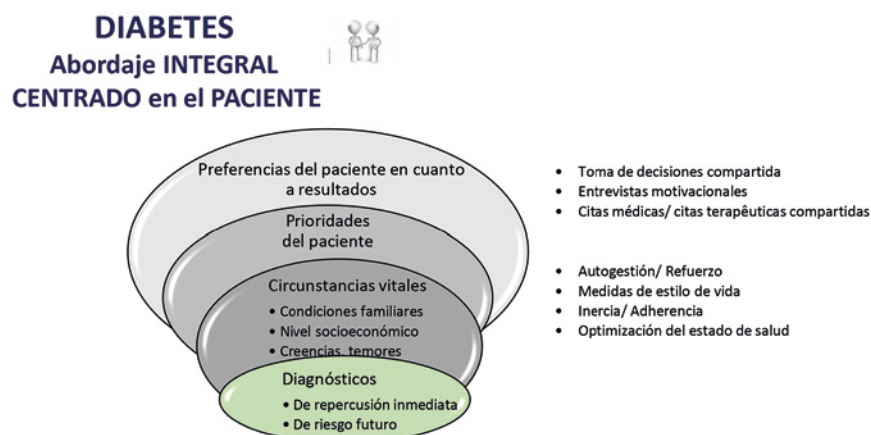 DIABETES
Abordaje INTEGRAL
CENTRADO en el PACIENTE
Preferencias del paciente en cuanto
a resultados
Prioridades
del paciente
Circunstancias vitales
• Condiciones familiares
• Nivel socioeconómico
• Creencias, temores
Diagnósticos
• De repercusión inmediata
• De riesgo futuro
• Toma de decisiones compartida
• Entrevistas motivacionales
• Citas médicas/ citas terapêuticas compartidas
• Autogestión/ Refuerzo
• Medidas de estilo de vida
• Inercia/ Adherencia
• Optimización del estado de salud